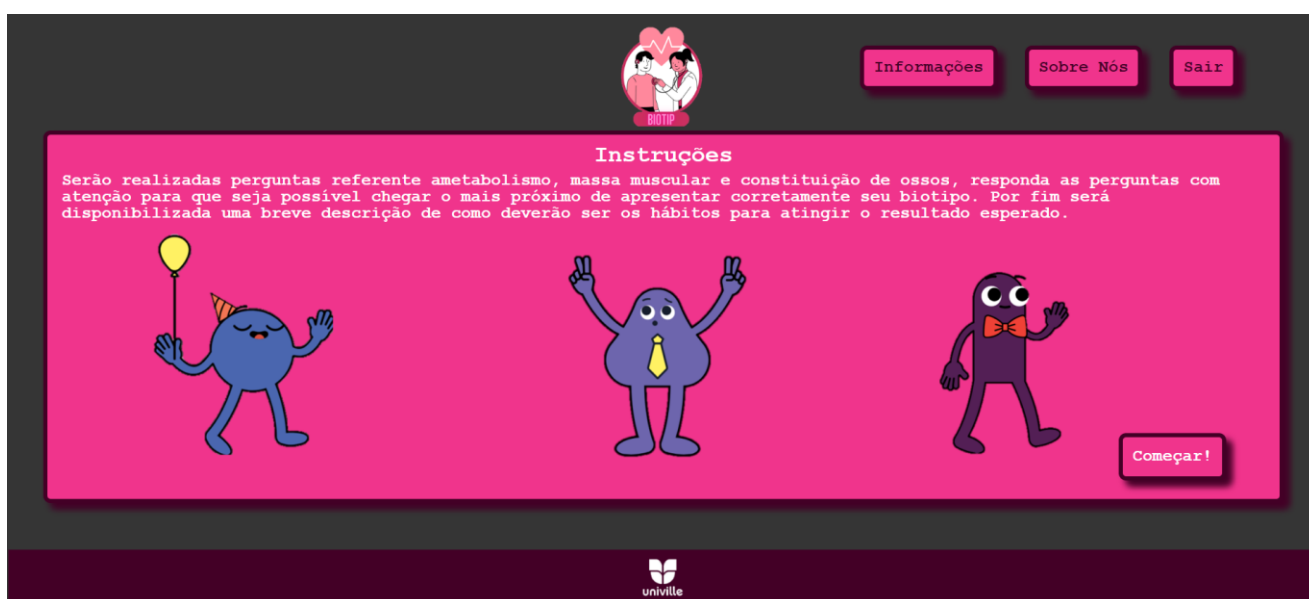 BIOTIP
Informações
Sobre Nós
Sair
Instruções
Serão realizadas perguntas referente ametabolismo, massa muscular e constituição de ossos, responda as perguntas com
atenção para que seja possível chegar o mais próximo de apresentar corretamente seu biotipo. Por fim será
disponibilizada uma breve descrição de como deverão ser os hábitos para atingir o resultado esperado.
Começar!
univille